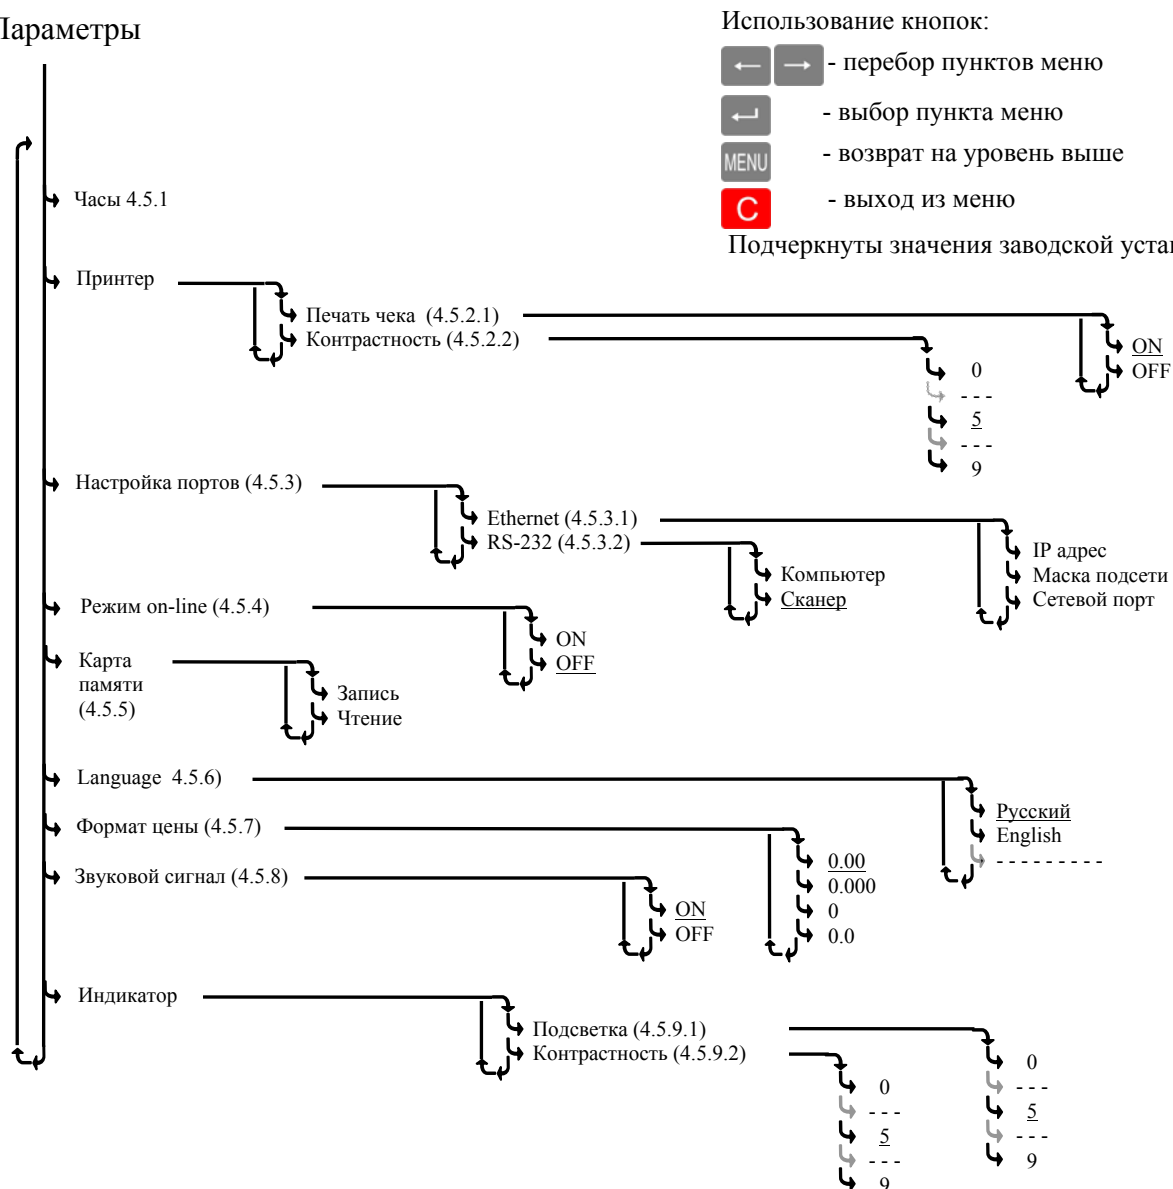 Параметры
Использование кнопок:
← → - перебор пунктов меню
- выбор пункта меню
MENU - возврат на уровень выше
C - выход из меню
Подчеркнуты значения заводской
Часы 4.5.1
Принтер
Печать чека (4.5.2.1)
Контрастность (4.5.2.2)
ON
OFF
0
- - -
5
- - -
9
Настройка портов (4.5.3)
Ethernet (4.5.3.1)
RS-232 (4.5.3.2)
IP адрес
Маска подсети
Сетевой порт
Компьютер
Сканер
Режим on-line (4.5.4)
ON
OFF
Карта
памяти
(4.5.5)
Запись
Чтение
Language 4.5.6)
Русский
English
- - - - - - - - -
Формат цены (4.5.7)
0.00
0.000
0
0.0
Звуковой сигнал (4.5.8)
ON
OFF
Индикатор
Подсветка (4.5.9.1)
Контрастность (4.5.9.2)
0
- - -
5
- - -
9
0
- - -
5
- - -
9